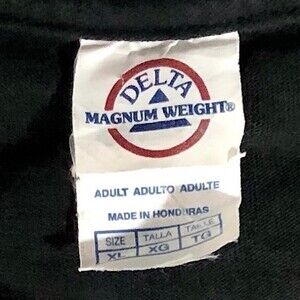 DELTA
MAGNUM WEIGHT®
ADULT ADULTO ADULTE
MADE IN HONDURAS
SIZE TALLA TAILLE
XL XG TG